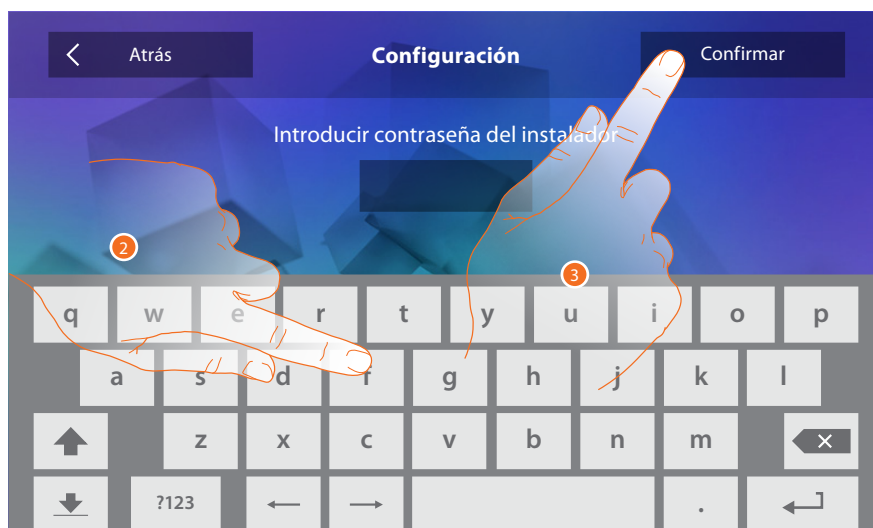 Atrás
Configuración
Confirmar
Introducir contraseña del instalador
2
3
q w e r t y u i o p
a s d f g h j k l
z x c v b n m
?123 .